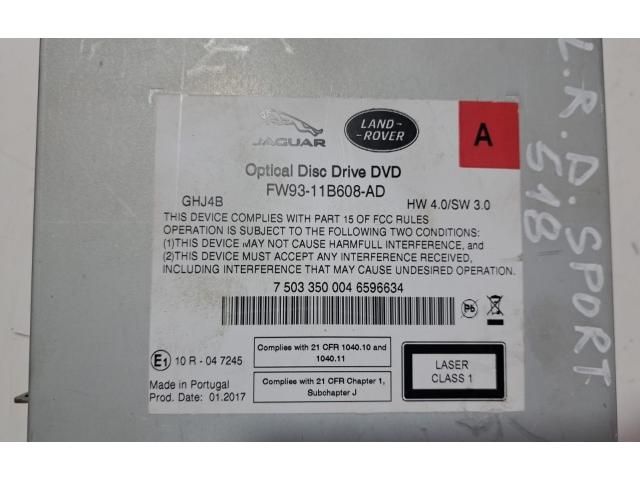 JAGUAR
LAND-
-ROVER
A
Optical Disc Drive DVD
FW93-11B608-AD
GHJ4B
HW 4.0/SW 3.0
THIS DEVICE COMPLIES WITH PART 15 OF FCC RULES
OPERATION IS SUBJECT TO THE FOLLOWING TWO CONDITIONS:
(1)THIS DEVICE MAY NOT CAUSE HARMFULL INTERFERENCE, and
(2)THIS DEVICE MUST ACCEPT ANY INTERFERENCE RECEIVED,
INCLUDING INTERFERENCE THAT MAY CAUSE UNDESIRED OPERATION.
7 503 350 004 6596634
Pb
E1 10 R - 04 7245
Complies with 21 CFR 1040.10 and
1040.11
LASER
CLASS 1
Made in Portugal
Prod. Date: 01.2017
Complies with 21 CFR Chapter 1,
Subchapter J
L.R.D.SPORT
518